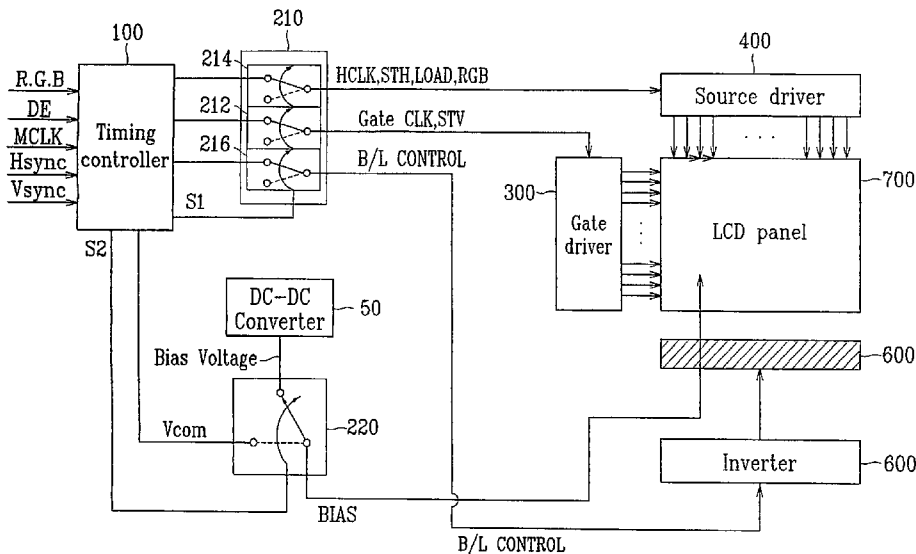 100
210
214
400
R.G.B
HCLK,STH,LOAD,RGB
Source driver
DE
212
Gate CLK,STV
MCLK
Timing
controller
216
B/L CONTROL
Hsync
Vsync
S1
300
700
Gate
driver
LCD panel
S2
DC-DC
Converter
50
Bias Voltage
600
Vcom
220
Inverter
600
BIAS
B/L CONTROL